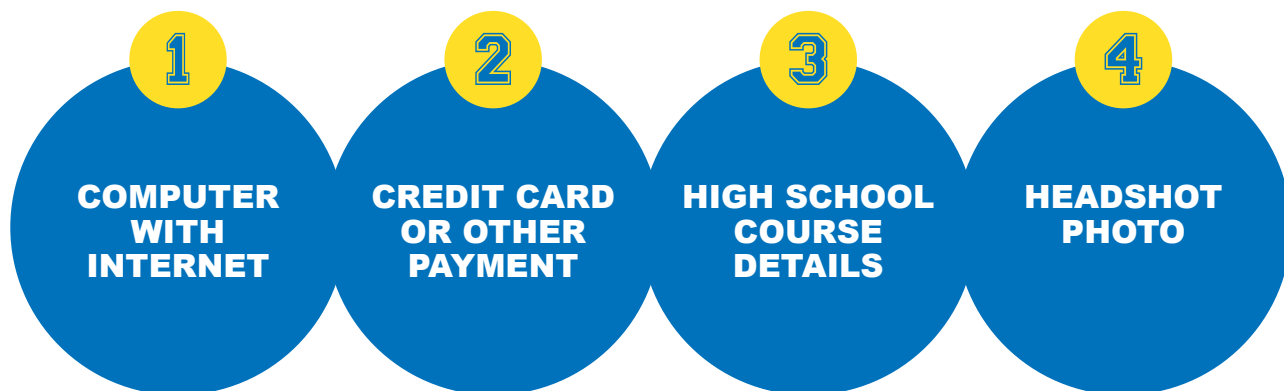 1
COMPUTER
WITH
INTERNET
2
CREDIT CARD
OR OTHER
PAYMENT
3
HIGH SCHOOL
COURSE
DETAILS
4
HEADSHOT
PHOTO